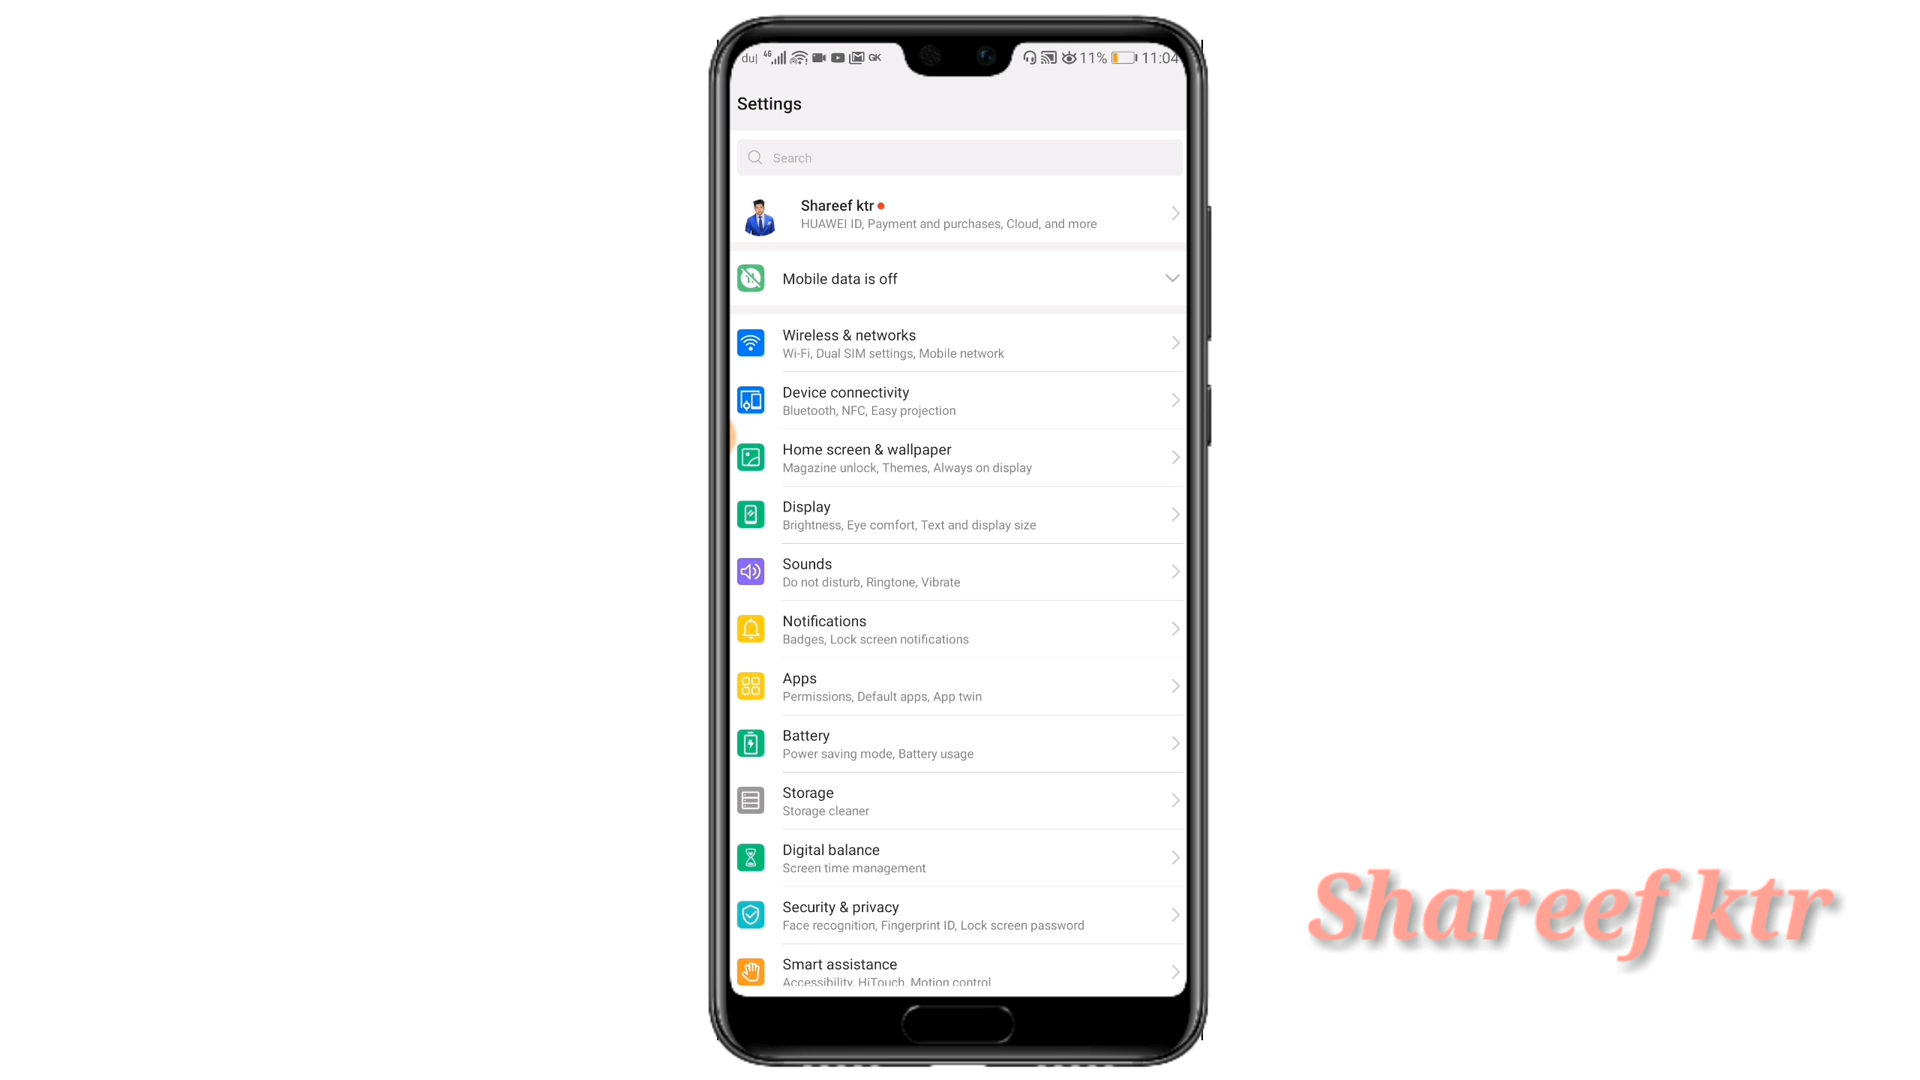 du| 4G GK 11% 11:04
Settings
Search
Shareef ktr
HUAWEI ID, Payment and purchases, Cloud, and more
Mobile data is off
Wireless & networks
Wi-Fi, Dual SIM settings, Mobile network
Device connectivity
Bluetooth, NFC, Easy projection
Home screen & wallpaper
Magazine unlock, Themes, Always on display
Display
Brightness, Eye comfort, Text and display size
Sounds
Do not disturb, Ringtone, Vibrate
Notifications
Badges, Lock screen notifications
Apps
Permissions, Default apps, App twin
Battery
Power saving mode, Battery usage
Storage
Storage cleaner
Digital balance
Screen time management
Security & privacy
Face recognition, Fingerprint ID, Lock screen password
Smart assistance
Accessibility, HiTouch, Motion control
Shareef ktr